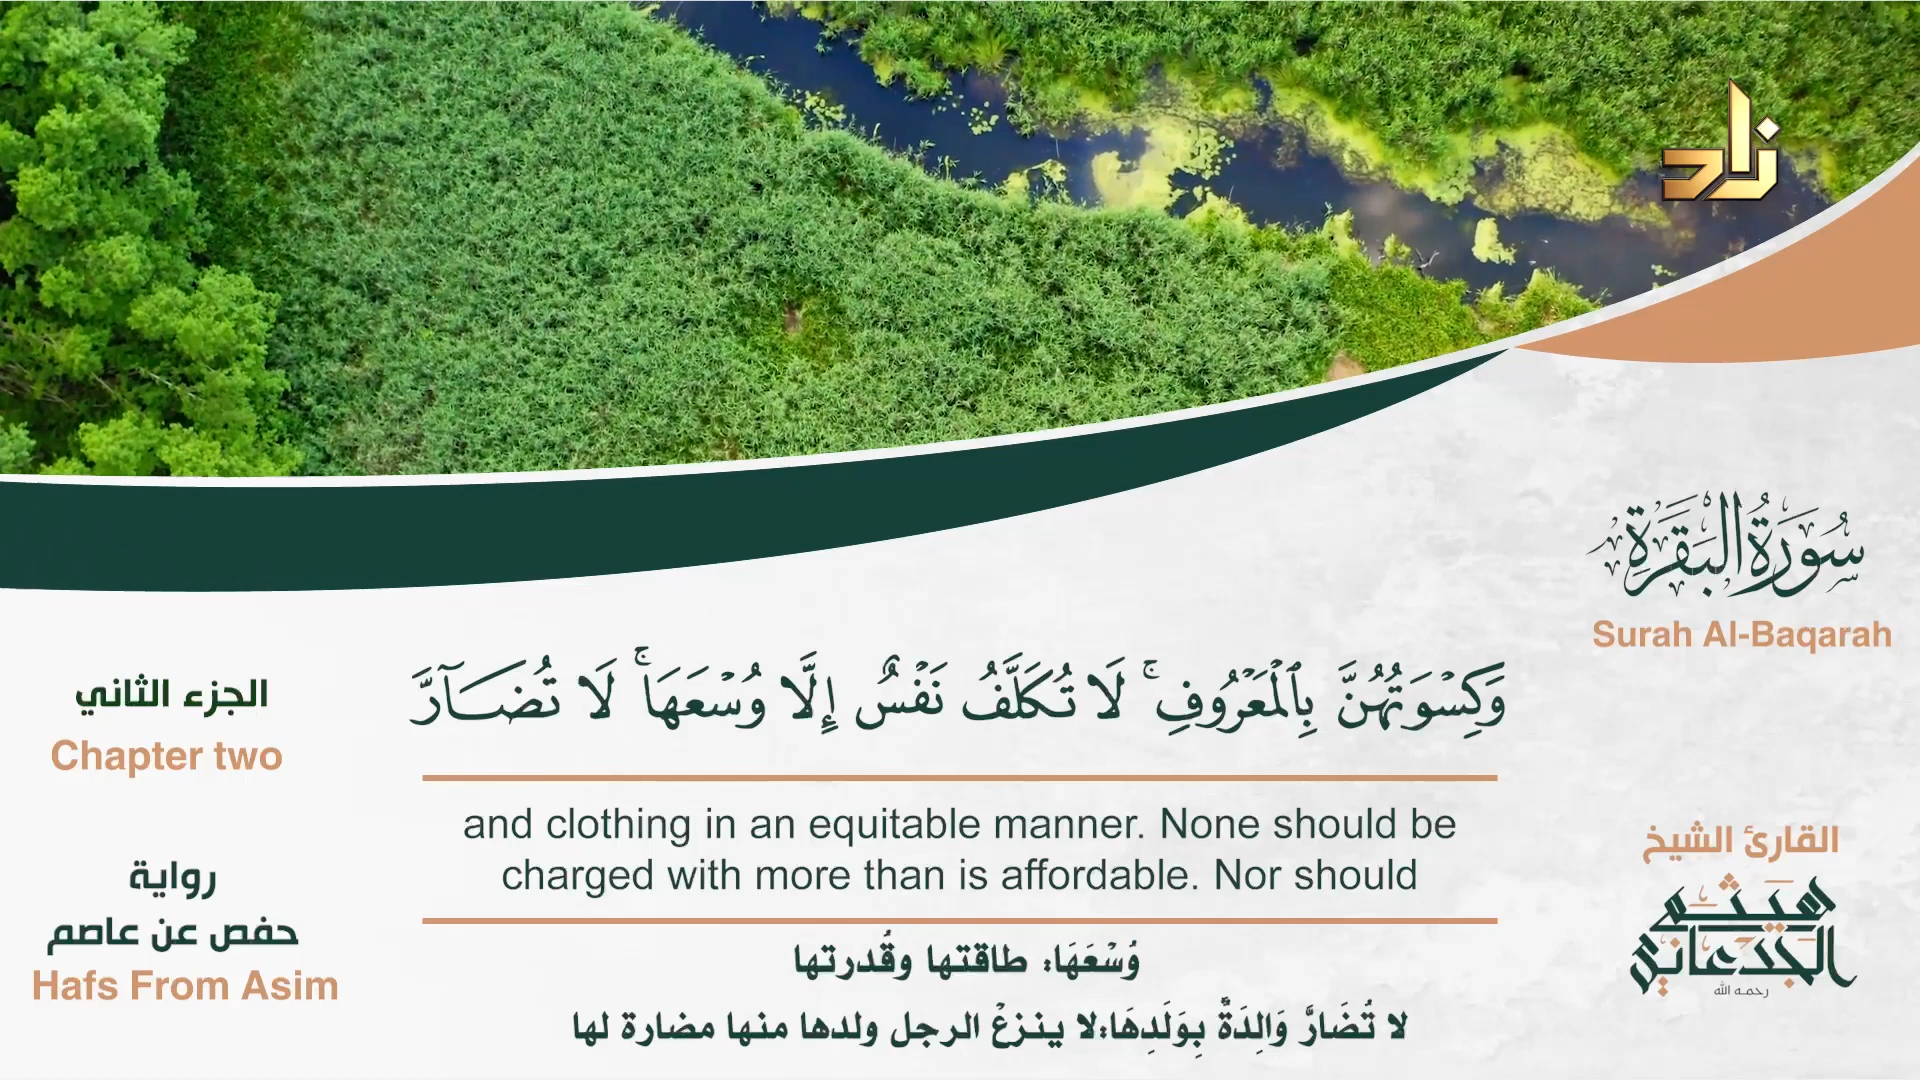 زاد
سُورَةُ البَقَرَةِ
Surah Al-Baqarah
الجزء الثاني
Chapter two
وَكِسۡوَتُهُنَّ بِٱلۡمَعۡرُوفِۚ لَا تُكَلَّفُ نَفۡسٌ إِلَّا وُسۡعَهَاۚ لَا تُضَآرَّ
and clothing in an equitable manner. None should be
charged with more than is affordable. Nor should
رواية
حفص عن عاصم
Hafs From Asim
القارئ الشيخ
هيثم
الجدعاني
رحمه الله
وُسْعَهَا: طاقتها وقُدرتها
لا تُضَارَّ وَالِدَةٌ بِوَلَدِهَا:لا ينزعْ الرجل ولدها منها مضارة لها